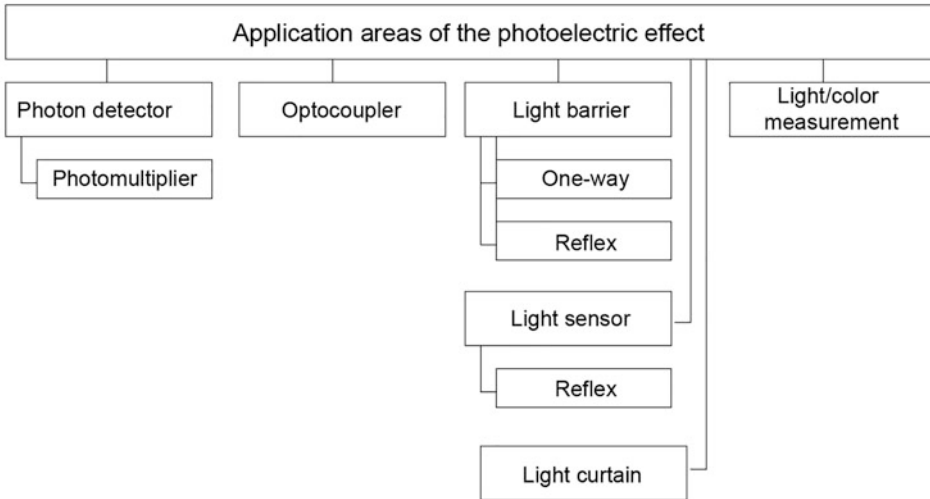 Application areas of the photoelectric effect
Photon detector
Photomultiplier
Optocoupler
Light barrier
One-way
Reflex
Light sensor
Reflex
Light curtain
Light/color
measurement